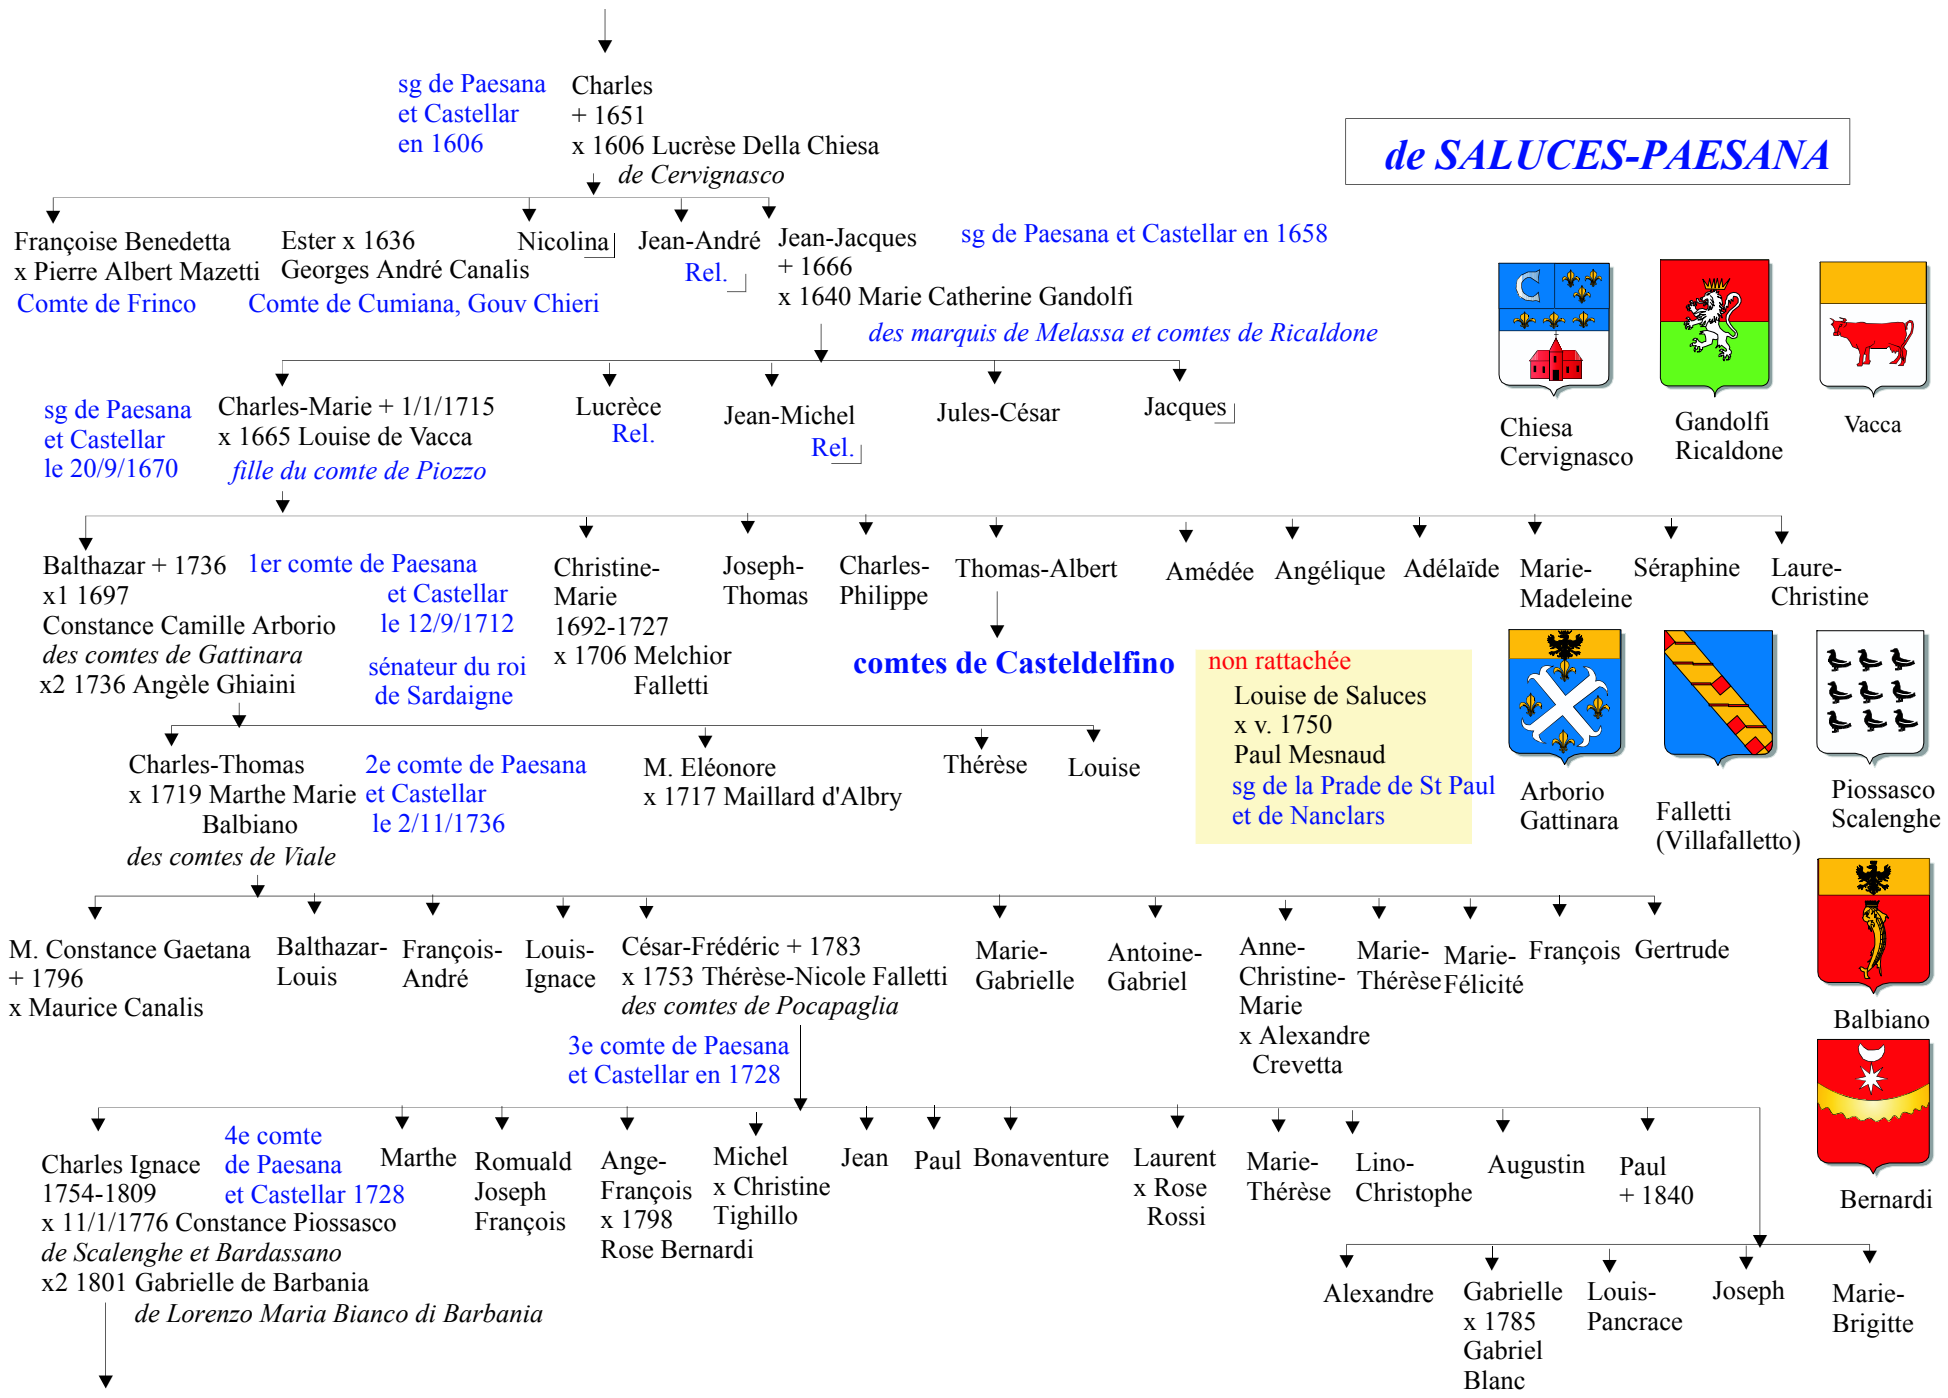 de SALUCES-PAESANA
sg de Paesana
et Castellar
en 1606
Charles
+ 1651
x 1606 Lucrèse Della Chiesa
de Cervignasco
Françoise Benedetta
x Pierre Albert Mazetti
Comte de Frinco
Ester x 1636
Georges André Canalis
Comte de Cumiana, Gouv Chieri
Nicolina
Jean-André
Rel.
Jean-Jacques
+ 1666
x 1640 Marie Catherine Gandolfi
des marquis de Melassa et comtes de Ricaldone
sg de Paesana et Castellar en 1658
C
Chiesa
Cervignasco
Gandolfi
Ricaldone
Vacca
sg de Paesana
et Castellar
le 20/9/1670
Charles-Marie + 1/1/1715
x 1665 Louise de Vacca
fille du comte de Piozzo
Lucrèce
Rel.
Jean-Michel
Rel.
Jules-César
Jacques
Balthazar + 1736
x1 1697
Constance Camille Arborio
des comtes de Gattinara
x2 1736 Angèle Ghiaini
1er comte de Paesana
et Castellar
le 12/9/1712
sénateur du roi
de Sardaigne
Christine-
Marie
1692-1727
x 1706 Melchior
Falletti
Joseph-
Thomas
Charles-
Philippe
Thomas-Albert
comtes de Casteldelfino
Amédée
Angélique
Adélaïde
Marie-
Madeleine
Séraphine
Laure-
Christine
non rattachée
Louise de Saluces
x v. 1750
Paul Mesnaud
sg de la Prade de St Paul
et de Nanclars
Arborio
Gattinara
Falletti
(Villafalletto)
Piossasco
Scalenghe
Charles-Thomas
x 1719 Marthe Marie
Balbiano
des comtes de Viale
2e comte de Paesana
et Castellar
le 2/11/1736
M. Eléonore
x 1717 Maillard d'Albry
Thérèse
Louise
M. Constance Gaetana
+ 1796
x Maurice Canalis
Balthazar-
Louis
François-
André
Louis-
Ignace
César-Frédéric + 1783
x 1753 Thérèse-Nicole Falletti
des comtes de Pocapaglia
3e comte de Paesana
et Castellar en 1728
Marie-
Gabrielle
Antoine-
Gabriel
Anne-
Christine-
Marie
x Alexandre
Crevetta
Marie-
Thérèse
Marie-
Félicité
François
Gertrude
Balbiano
Bernardi
Charles Ignace
1754-1809
x 11/1/1776 Constance Piossasco
de Scalenghe et Bardassano
x2 1801 Gabrielle de Barbania
de Lorenzo Maria Bianco di Barbania
4e comte
de Paesana
et Castellar 1728
Marthe
Romuald
Joseph
François
Ange-
François
x 1798
Rose Bernardi
Michel
x Christine
Tighillo
Jean
Paul
Bonaventure
Laurent
x Rose
Rossi
Marie-
Thérèse
Lino-
Christophe
Augustin
Paul
+ 1840
Alexandre
Gabrielle
x 1785
Gabriel
Blanc
Louis-
Pancrace
Joseph
Marie-
Brigitte